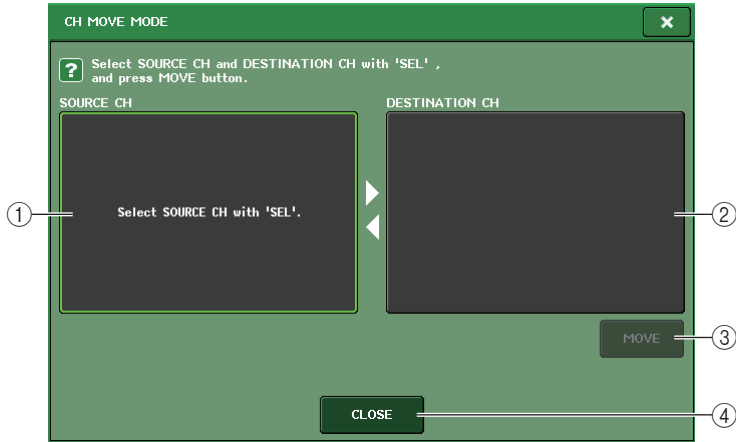 CH MOVE MODE
×
? Select SOURCE CH and DESTINATION CH with 'SEL' ,
and press MOVE button.
SOURCE CH
DESTINATION CH
① Select SOURCE CH with 'SEL'. ②
MOVE ③
CLOSE ④